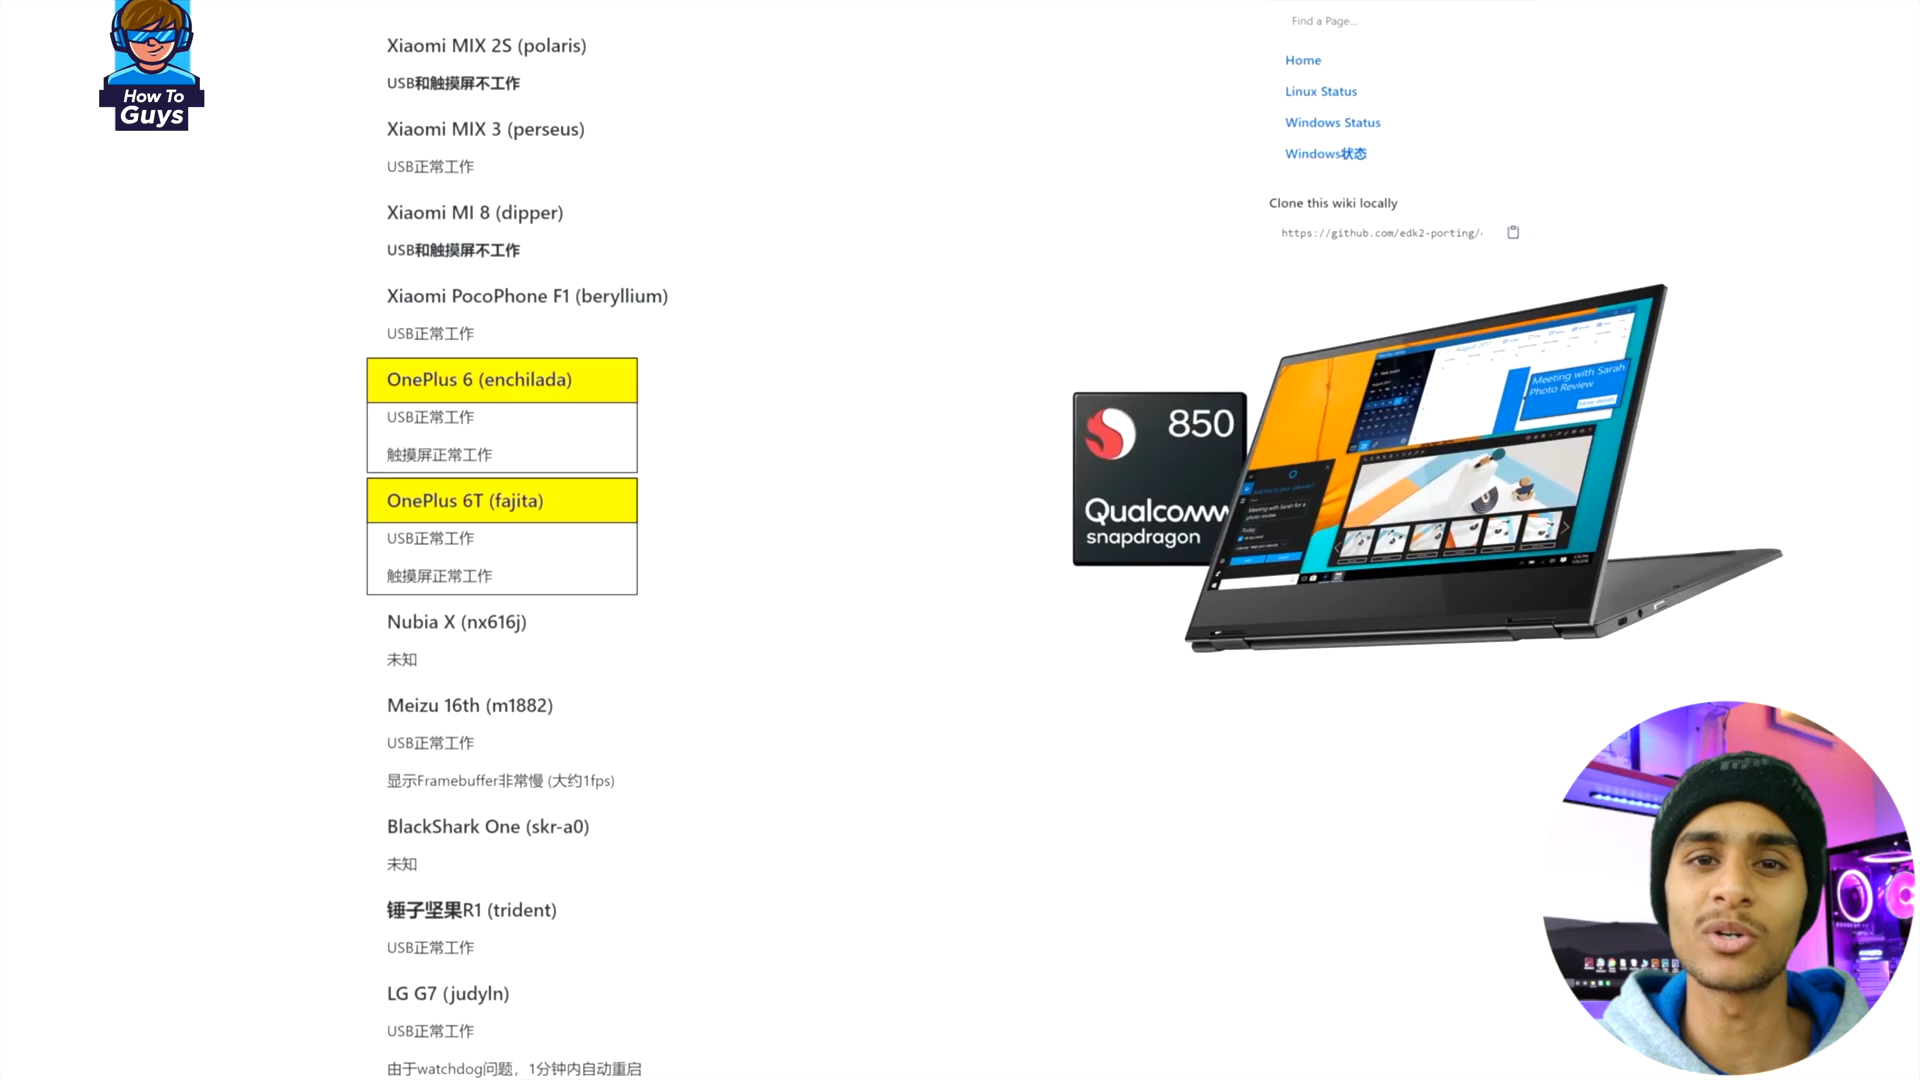 How To
Guys
Xiaomi MIX 2S (polaris)
USB和触摸屏不工作
Xiaomi MIX 3 (perseus)
USB正常工作
Xiaomi MI 8 (dipper)
USB和触摸屏不工作
Xiaomi PocoPhone F1 (beryllium)
USB正常工作
OnePlus 6 (enchilada)
USB正常工作
触摸屏正常工作
OnePlus 6T (fajita)
USB正常工作
触摸屏正常工作
Nubia X (nx616j)
未知
Meizu 16th (m1882)
USB正常工作
显示Framebuffer非常慢 (大约1fps)
BlackShark One (skr-a0)
未知
锤子坚果R1 (trident)
USB正常工作
LG G7 (judyln)
USB正常工作
由于watchdog问题，1分钟内自动重启
Find a Page...
Home
Linux Status
Windows Status
Windows状态
Clone this wiki locally
https://github.com/edk2-porting/
850
Qualcomm
snapdragon
Meeting with Sarah
Photo Review